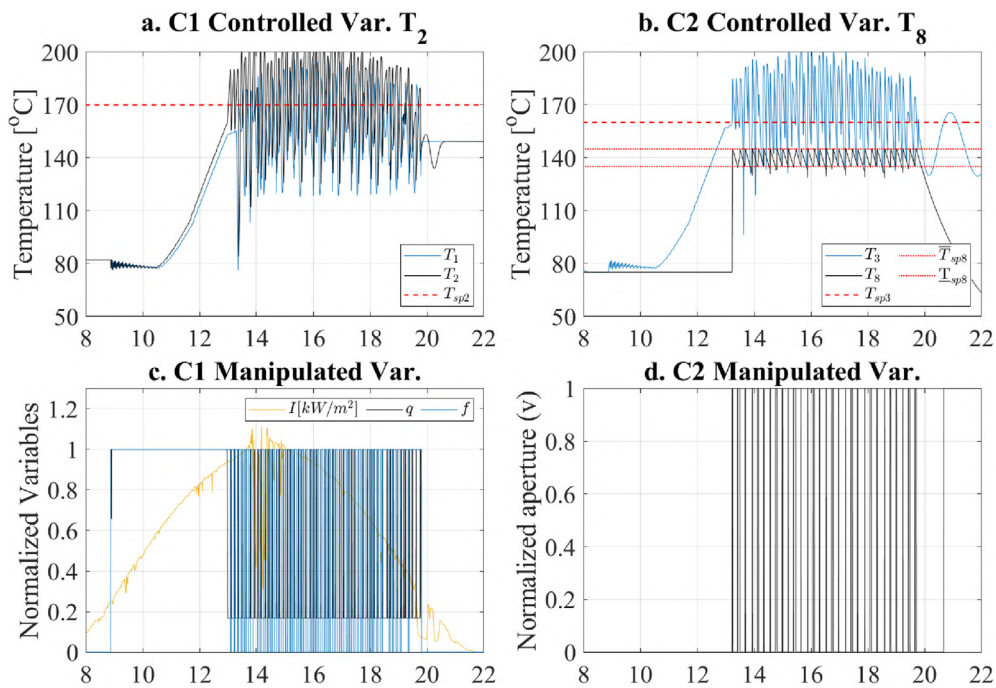 a. C1 Controlled Var. T₂
Temperature [°C]
200
170
140
110
80
50
8 10 12 14 16 18 20 22
T₁
T₂
Tsp2
b. C2 Controlled Var. T₈
Temperature [°C]
200
170
140
110
80
50
8 10 12 14 16 18 20 22
T₃ T̅sp8
T₈ T̲sp8
Tsp3
c. C1 Manipulated Var.
Normalized Variables
1.2
1
0.8
0.6
0.4
0.2
0
8 10 12 14 16 18 20 22
I[kW/m²] q f
d. C2 Manipulated Var.
Normalized aperture (v)
1
0.8
0.6
0.4
0.2
0
8 10 12 14 16 18 20 22